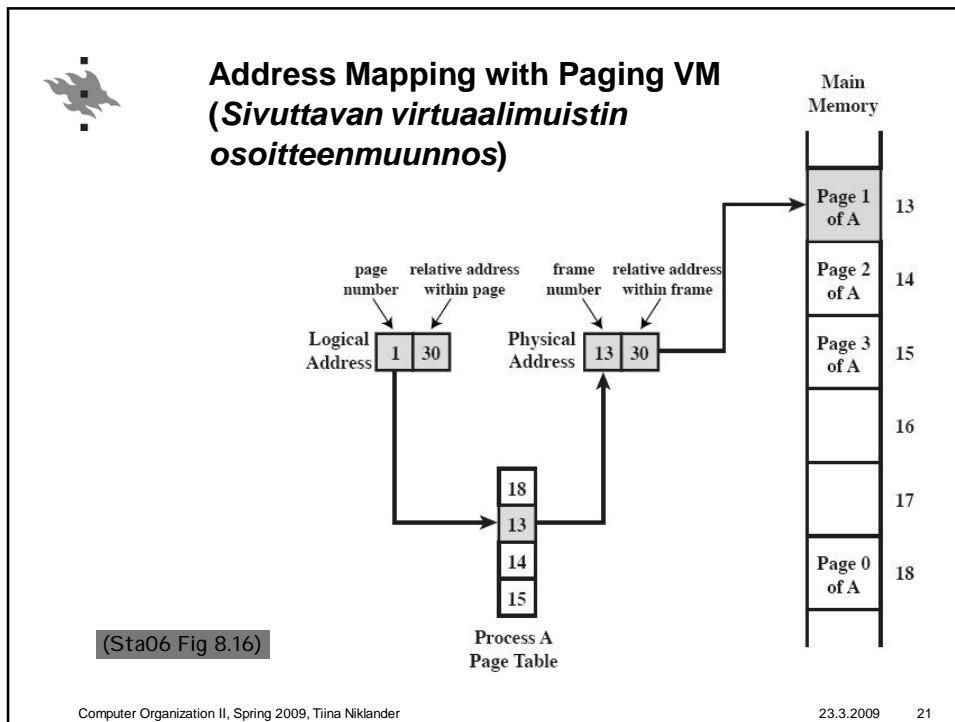 Address Mapping with Paging VM
(Sivuttavan virtuaalimuistin
osoitteenmuunnos)
Main
Memory
Page 1
of A
13
Page 2
of A
14
Page 3
of A
15
16
17
Page 0
of A
18
page
number
relative address
within page
frame
number
relative address
within frame
Logical
Address
1
30
Physical
Address
13
30
18
13
14
15
Process A
Page Table
(Sta06 Fig 8.16)
Computer Organization II, Spring 2009, Tiina Niklander
23.3.2009
21